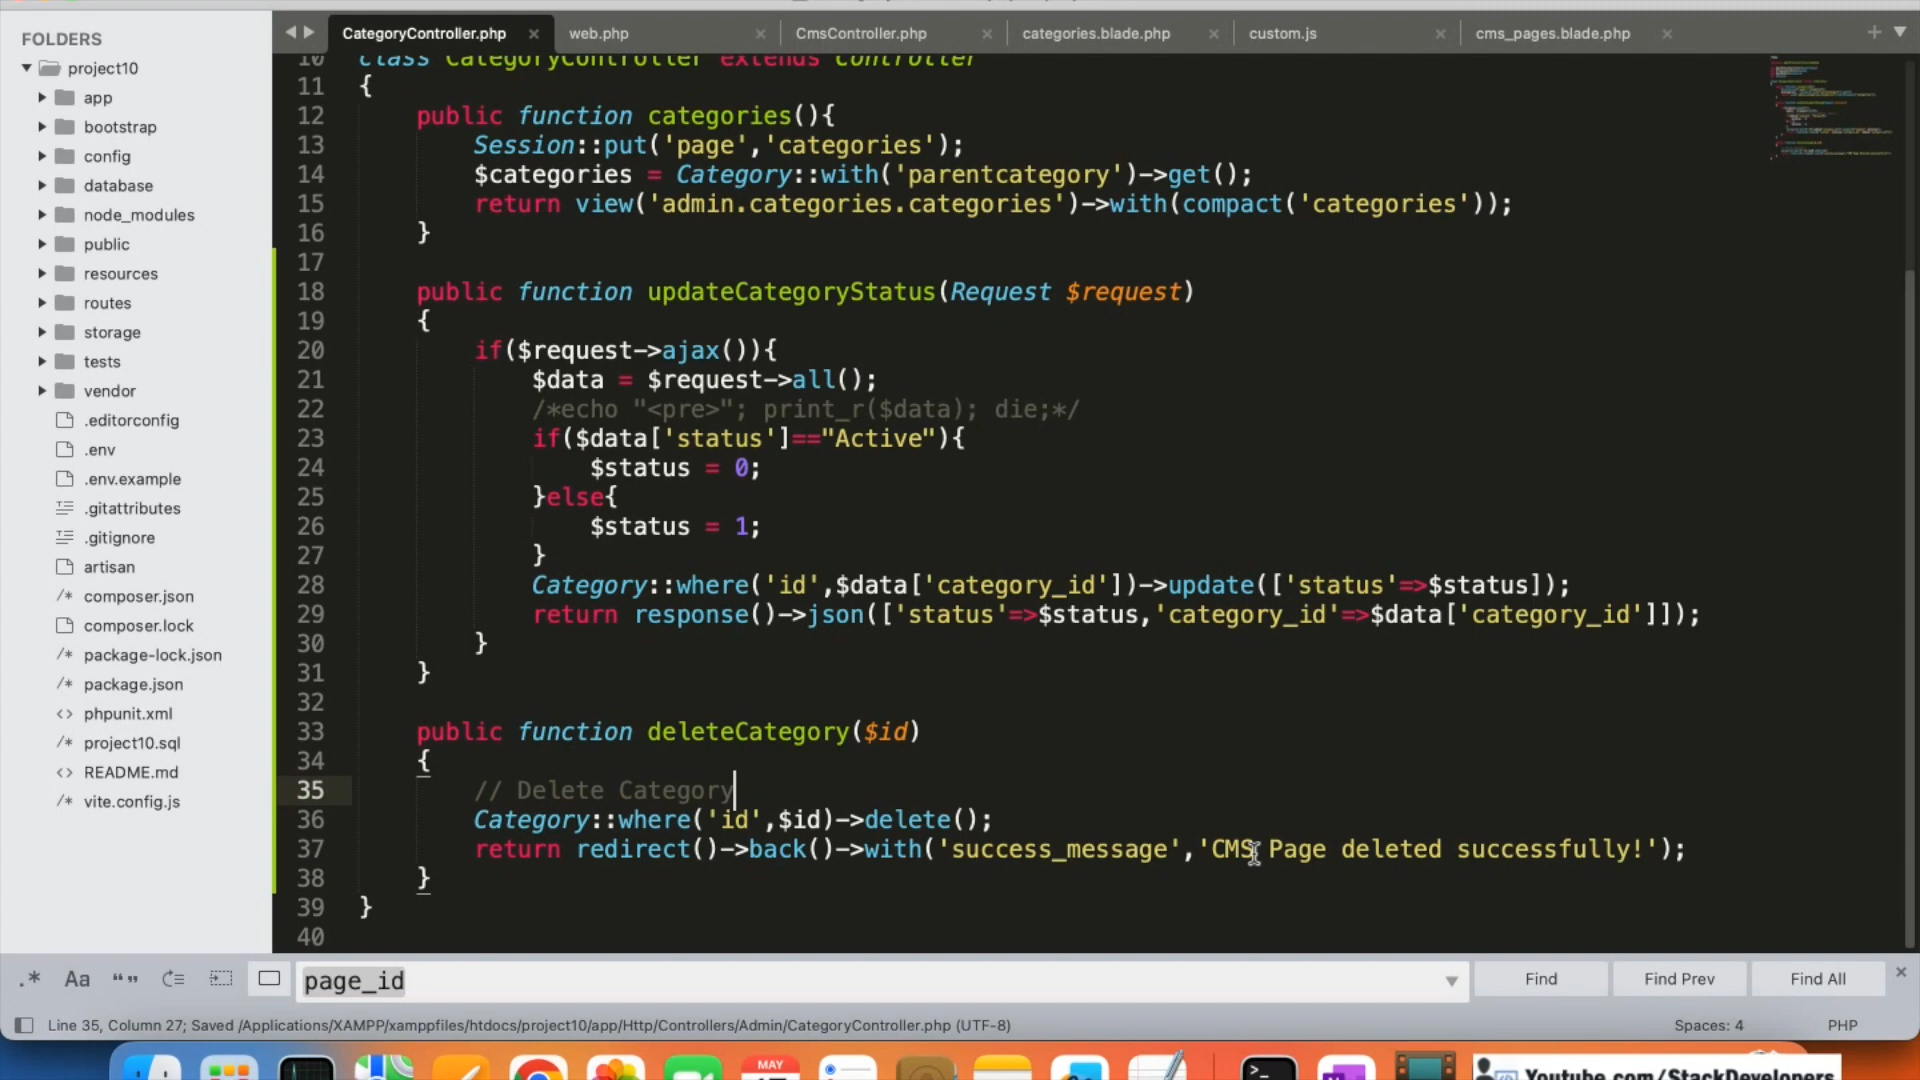 FOLDERS
project10
app
bootstrap
config
database
node_modules
public
resources
routes
storage
tests
vendor
.editorconfig
.env
.env.example
.gitattributes
.gitignore
artisan
composer.json
composer.lock
package-lock.json
package.json
phpunit.xml
project10.sql
README.md
vite.config.js
CategoryController.php
web.php
CmsController.php
categories.blade.php
custom.js
cms_pages.blade.php
10 class CategoryController extends Controller
11 {
12 public function categories(){
13 Session::put('page','categories');
14 $categories = Category::with('parentcategory')->get();
15 return view('admin.categories.categories')->with(compact('categories'));
16 }
17
18 public function updateCategoryStatus(Request $request)
19 {
20 if($request->ajax()){
21 $data = $request->all();
22 /*echo "<pre>"; print_r($data); die;*/
23 if($data['status']=="Active"){
24 $status = 0;
25 }else{
26 $status = 1;
27 }
28 Category::where('id',$data['category_id'])->update(['status'=>$status]);
29 return response()->json(['status'=>$status,'category_id'=>$data['category_id']]);
30 }
31 }
32
33 public function deleteCategory($id)
34 {
35 // Delete Category
36 Category::where('id',$id)->delete();
37 return redirect()->back()->with('success_message','CMS Page deleted successfully!');
38 }
39 }
40
.* Aa “” page_id Find Find Prev Find All
Line 35, Column 27; Saved /Applications/XAMPP/xamppfiles/htdocs/project10/app/Http/Controllers/Admin/CategoryController.php (UTF-8) Spaces: 4 PHP
MAY
Youtube.com/StackDevelopers